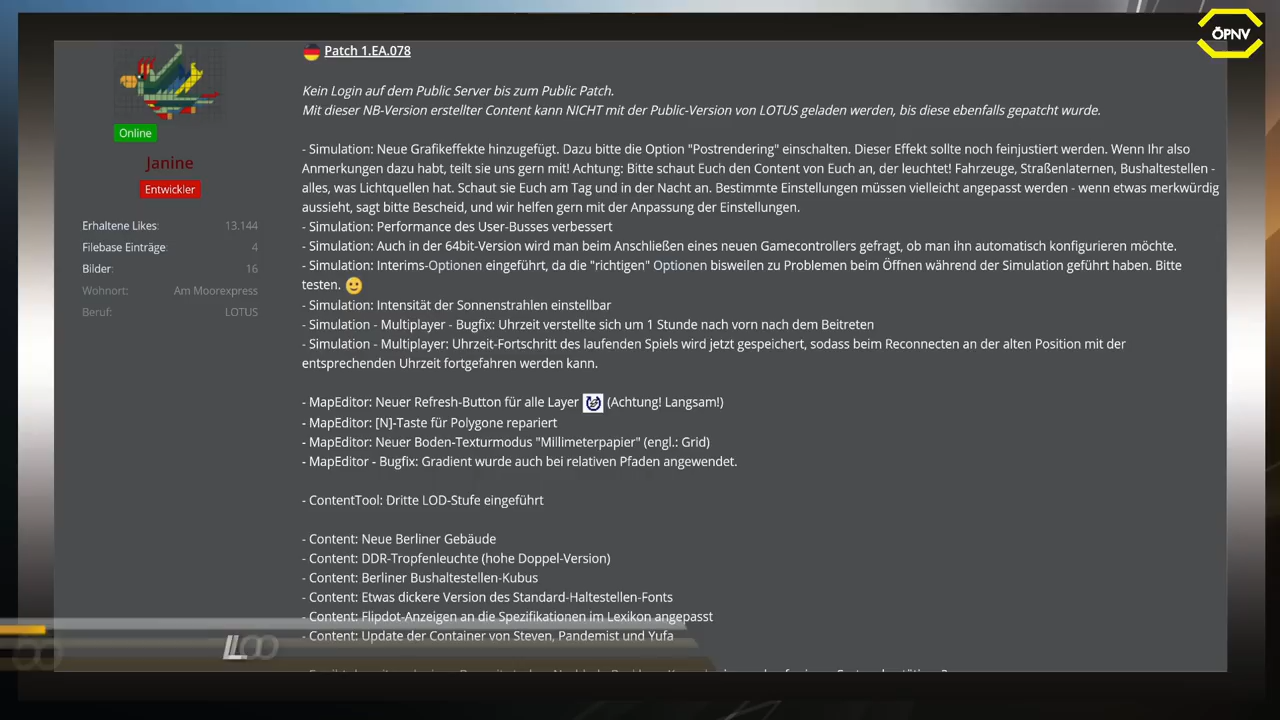 ÖPNV
Patch 1.EA.078
Kein Login auf dem Public Server bis zum Public Patch.
Mit dieser NB-Version erstellter Content kann NICHT mit der Public-Version von LOTUS geladen werden, bis diese ebenfalls gepatcht wurde.
Online
Janine
Entwickler
Erhaltene Likes: 13.144
Filebase Einträge: 4
Bilder: 16
Wohnort: Am Moorexpress
Beruf: LOTUS
- Simulation: Neue Grafikeffekte hinzugefügt. Dazu bitte die Option "Postrendering" einschalten. Dieser Effekt sollte noch feinjustiert werden. Wenn Ihr also
Anmerkungen dazu habt, teilt sie uns gern mit! Achtung: Bitte schaut Euch den Content von Euch an, der leuchtet! Fahrzeuge, Straßenlaternen, Bushaltestellen -
alles, was Lichtquellen hat. Schaut sie Euch am Tag und in der Nacht an. Bestimmte Einstellungen müssen vielleicht angepasst werden - wenn etwas merkwürdig
aussieht, sagt bitte Bescheid, und wir helfen gern mit der Anpassung der Einstellungen.
- Simulation: Performance des User-Busses verbessert
- Simulation: Auch in der 64bit-Version wird man beim Anschließen eines neuen Gamecontrollers gefragt, ob man ihn automatisch konfigurieren möchte.
- Simulation: Interims-Optionen eingeführt, da die "richtigen" Optionen bisweilen zu Problemen beim Öffnen während der Simulation geführt haben. Bitte
testen.
- Simulation: Intensität der Sonnenstrahlen einstellbar
- Simulation - Multiplayer - Bugfix: Uhrzeit verstellte sich um 1 Stunde nach vorn nach dem Beitreten
- Simulation - Multiplayer: Uhrzeit-Fortschritt des laufenden Spiels wird jetzt gespeichert, sodass beim Reconnecten an der alten Position mit der
entsprechenden Uhrzeit fortgefahren werden kann.
- MapEditor: Neuer Refresh-Button für alle Layer (Achtung! Langsam!)
- MapEditor: [N]-Taste für Polygone repariert
- MapEditor: Neuer Boden-Texturmodus "Millimeterpapier" (engl.: Grid)
- MapEditor - Bugfix: Gradient wurde auch bei relativen Pfaden angewendet.
- ContentTool: Dritte LOD-Stufe eingeführt
- Content: Neue Berliner Gebäude
- Content: DDR-Tropfenleuchte (hohe Doppel-Version)
- Content: Berliner Bushaltestellen-Kubus
- Content: Etwas dickere Version des Standard-Haltestellen-Fonts
- Content: Flipdot-Anzeigen an die Spezifikationen im Lexikon angepasst
- Content: Update der Container von Steven, Pandemist und Yufa